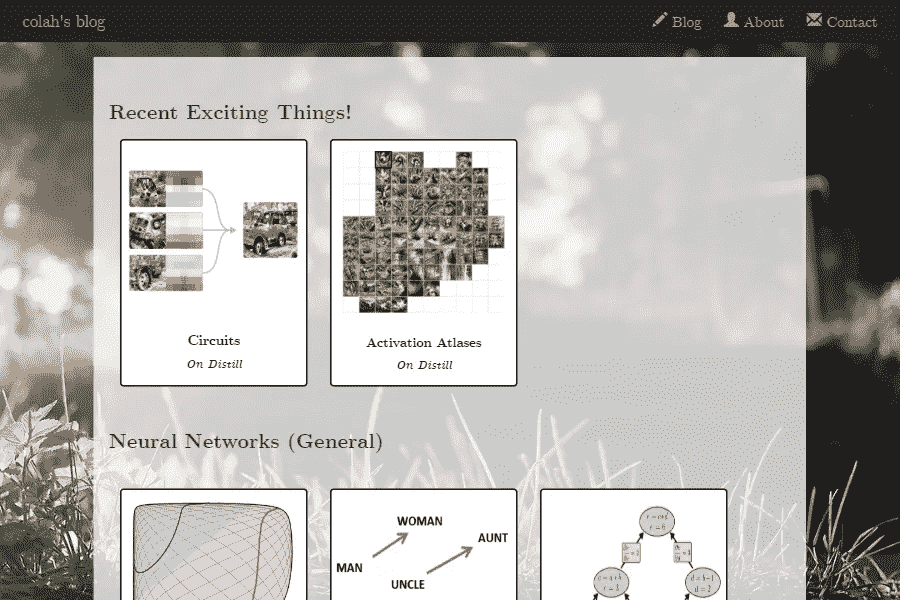 colah's blog
Blog
About
Contact
Recent Exciting Things!
Circuits
On Distill
Activation Atlases
On Distill
Neural Networks (General)
WOMAN
AUNT
MAN
UNCLE